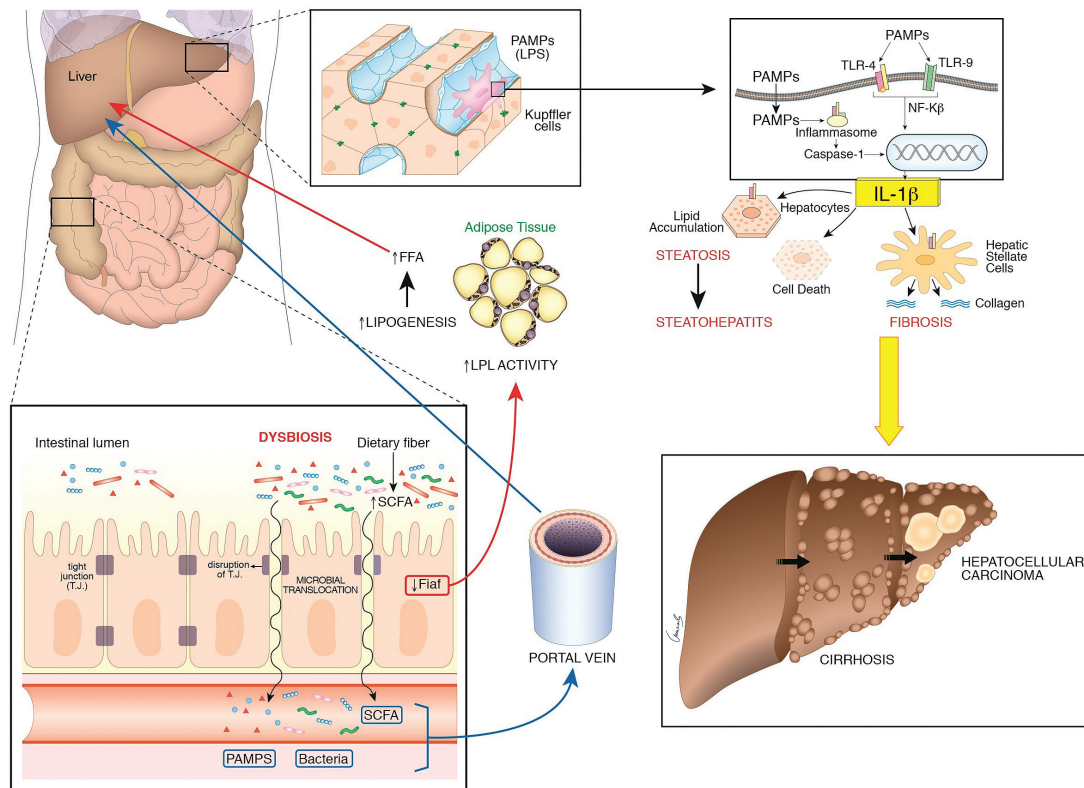 Liver
PAMPs
(LPS)
Kupffler
cells
PAMPs
TLR-4
TLR-9
PAMPs
NF-Kβ
PAMPs
Inflammasome
Caspase-1
IL-1β
Hepatocytes
Lipid
Accumulation
STEATOSIS
Cell Death
STEATOHEPATITS
Hepatic
Stellate
Cells
Collagen
FIBROSIS
Adipose Tissue
↑FFA
↑LIPOGENESIS
↑LPL ACTIVITY
Intestinal lumen
DYSBIOSIS
Dietary fiber
↑SCFA
tight
junction
(T.J.)
disruption
of T.J.
MICROBIAL
TRANSLOCATION
↓Fiaf
SCFA
PAMPS
Bacteria
PORTAL VEIN
HEPATOCELLULAR
CARCINOMA
CIRRHOSIS